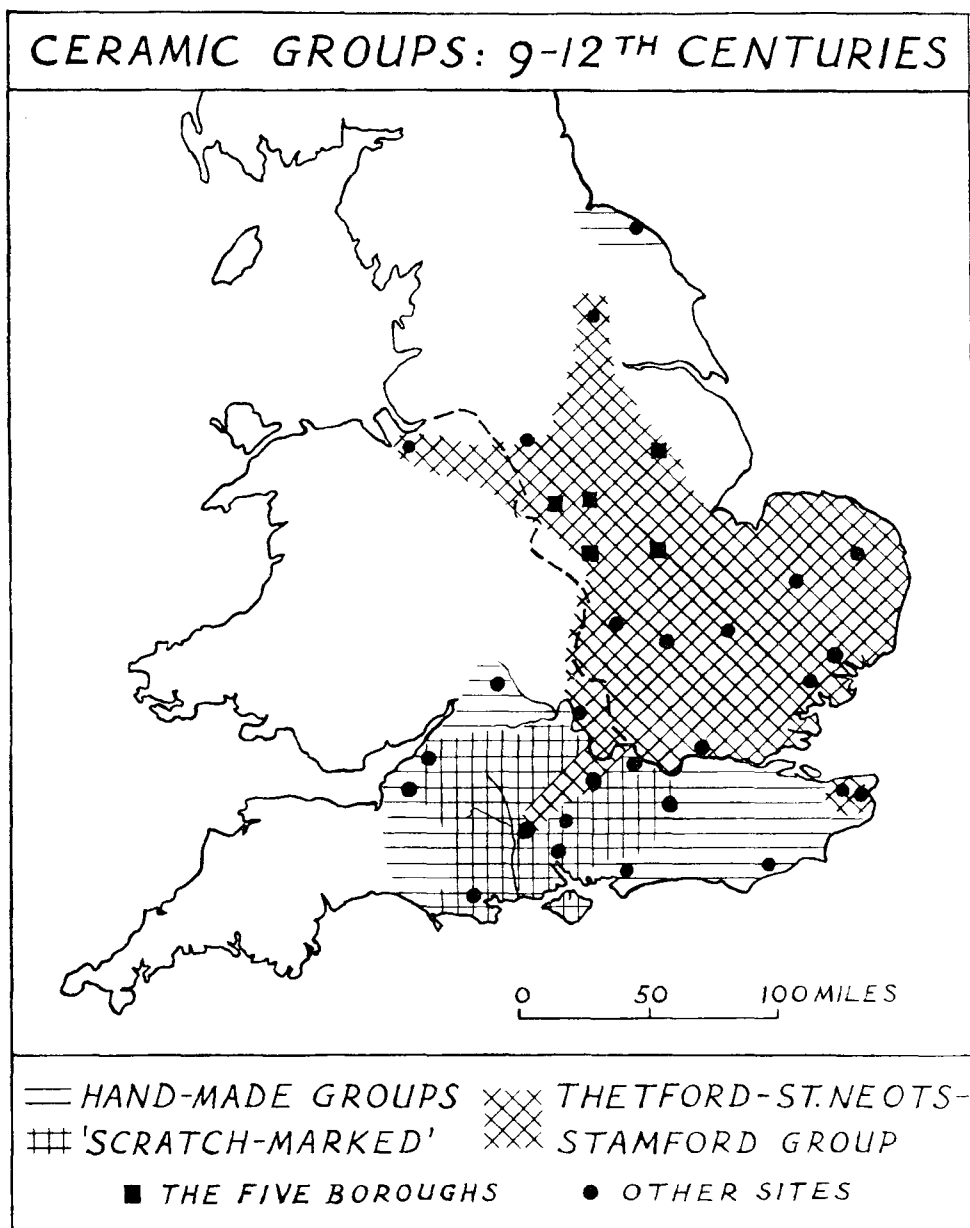 CERAMIC GROUPS: 9-12TH CENTURIES
0 50 100 MILES
HAND-MADE GROUPS
'SCRATCH-MARKED'
THETFORD-ST.NEOTS-
STAMFORD GROUP
THE FIVE BOROUGHS
OTHER SITES